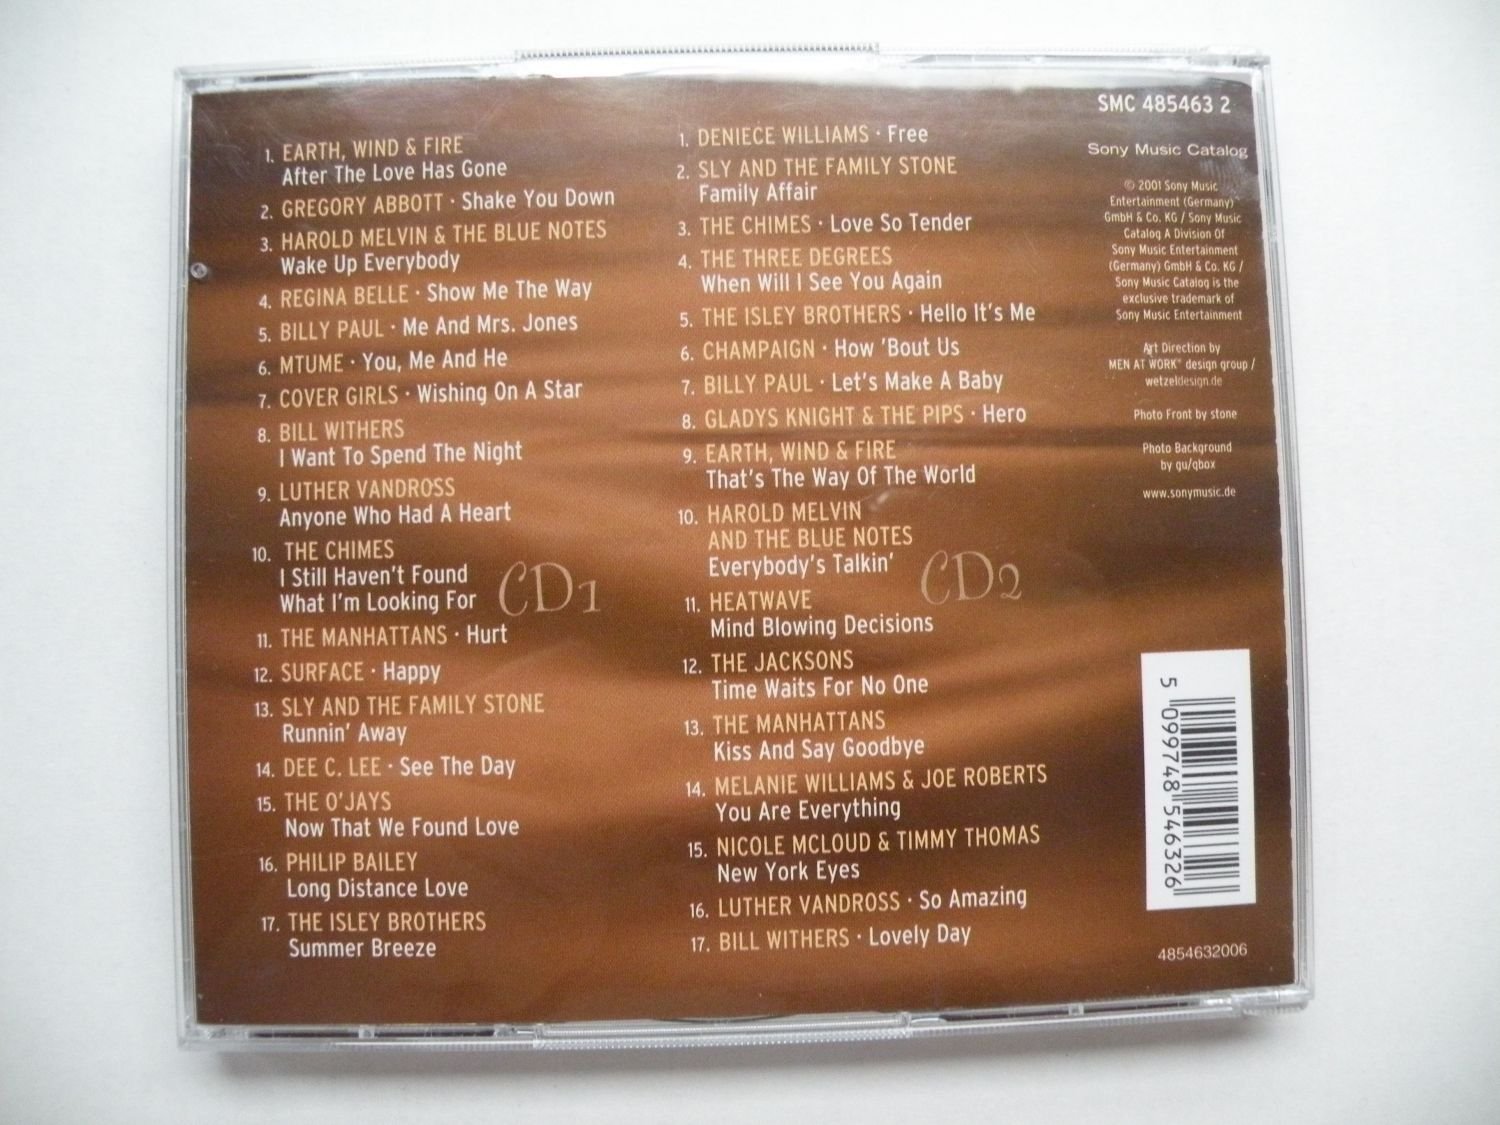 1. EARTH, WIND & FIRE
After The Love Has Gone
2. GREGORY ABBOTT · Shake You Down
3. HAROLD MELVIN & THE BLUE NOTES
Wake Up Everybody
4. REGINA BELLE · Show Me The Way
5. BILLY PAUL · Me And Mrs. Jones
6. MTUME · You, Me And He
7. COVER GIRLS · Wishing On A Star
8. BILL WITHERS
I Want To Spend The Night
9. LUTHER VANDROSS
Anyone Who Had A Heart
10. THE CHIMES
I Still Haven't Found
What I'm Looking For
11. THE MANHATTANS · Hurt
12. SURFACE · Happy
13. SLY AND THE FAMILY STONE
Runnin' Away
14. DEE C. LEE · See The Day
15. THE O'JAYS
Now That We Found Love
16. PHILIP BAILEY
Long Distance Love
17. THE ISLEY BROTHERS
Summer Breeze
CD1
1. DENIECE WILLIAMS · Free
2. SLY AND THE FAMILY STONE
Family Affair
3. THE CHIMES · Love So Tender
4. THE THREE DEGREES
When Will I See You Again
5. THE ISLEY BROTHERS · Hello It's Me
6. CHAMPAIGN · How 'Bout Us
7. BILLY PAUL · Let's Make A Baby
8. GLADYS KNIGHT & THE PIPS · Hero
9. EARTH, WIND & FIRE
That's The Way Of The World
10. HAROLD MELVIN
AND THE BLUE NOTES
Everybody's Talkin'
11. HEATWAVE
Mind Blowing Decisions
12. THE JACKSONS
Time Waits For No One
13. THE MANHATTANS
Kiss And Say Goodbye
14. MELANIE WILLIAMS & JOE ROBERTS
You Are Everything
15. NICOLE MCLOUD & TIMMY THOMAS
New York Eyes
16. LUTHER VANDROSS · So Amazing
17. BILL WITHERS · Lovely Day
CD2
SMC 485463 2
Sony Music Catalog
© 2001 Sony Music
Entertainment (Germany)
GmbH & Co. KG / Sony Music
Catalog A Division Of
Sony Music Entertainment
(Germany) GmbH & Co. KG /
Sony Music Catalog is the
exclusive trademark of
Sony Music Entertainment
Art Direction by
MEN AT WORK® design group /
wetzeldesign.de
Photo Front by stone
Photo Background
by gu/qbox
www.sonymusic.de
5 099748 546326
4854632006